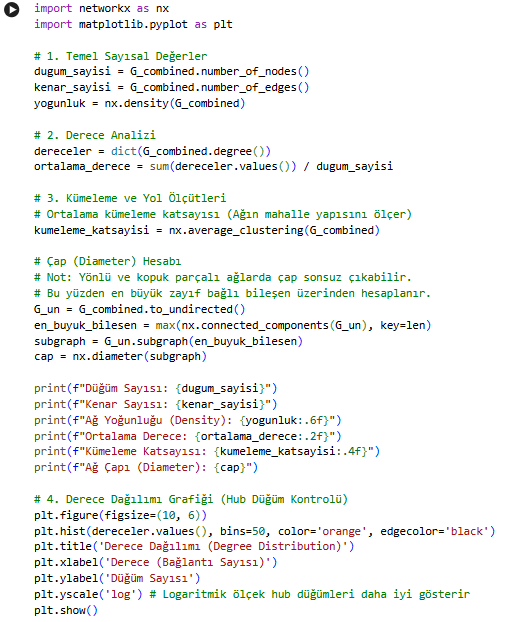 import networkx as nx
import matplotlib.pyplot as plt
# 1. Temel Sayısal Değerler
dugum_sayisi = G_combined.number_of_nodes()
kenar_sayisi = G_combined.number_of_edges()
yogunluk = nx.density(G_combined)
# 2. Derece Analizi
dereceler = dict(G_combined.degree())
ortalama_derece = sum(dereceler.values()) / dugum_sayisi
# 3. Kümeleme ve Yol Ölçütleri
# Ortalama kümeleme katsayısı (Ağın mahalle yapısını ölçer)
kumeleme_katsayisi = nx.average_clustering(G_combined)
# Çap (Diameter) Hesabı
# Not: Yönlü ve kopuk parçalı ağlarda çap sonsuz çıkabilir.
# Bu yüzden en büyük zayıf bağlı bileşen üzerinden hesaplanır.
G_un = G_combined.to_undirected()
en_buyuk_bilesen = max(nx.connected_components(G_un), key=len)
subgraph = G_un.subgraph(en_buyuk_bilesen)
cap = nx.diameter(subgraph)
print(f"Düğüm Sayısı: {dugum_sayisi}")
print(f"Kenar Sayısı: {kenar_sayisi}")
print(f"Ağ Yoğunluğu (Density): {yogunluk:.6f}")
print(f"Ortalama Derece: {ortalama_derece:.2f}")
print(f"Kümeleme Katsayısı: {kumeleme_katsayisi:.4f}")
print(f"Ağ Çapı (Diameter): {cap}")
# 4. Derece Dağılımı Grafiği (Hub Düğüm Kontrolü)
plt.figure(figsize=(10, 6))
plt.hist(dereceler.values(), bins=50, color='orange', edgecolor='black')
plt.title('Derece Dağılımı (Degree Distribution)')
plt.xlabel('Derece (Bağlantı Sayısı)')
plt.ylabel('Düğüm Sayısı')
plt.yscale('log') # Logaritmik ölçek hub düğümleri daha iyi gösterir
plt.show()